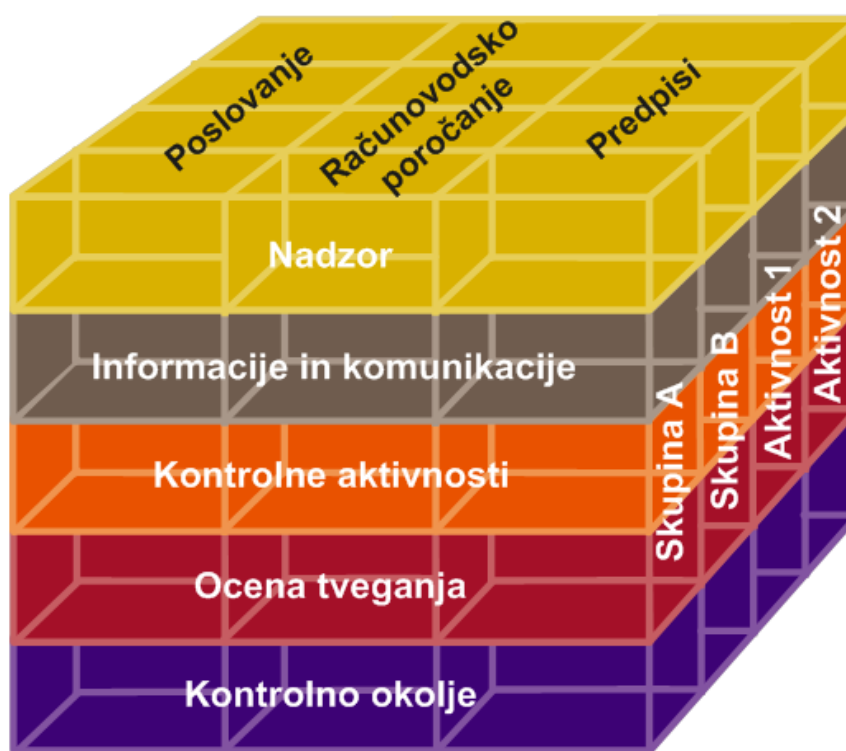 Poslovanje
Računovodsko
poročanje
Predpisi
Nadzor
Informacije in komunikacije
Kontrolne aktivnosti
Ocena tveganja
Kontrolno okolje
Skupina A
Skupina B
Aktivnost 1
Aktivnost 2